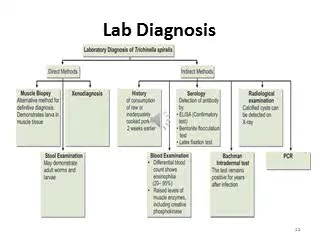 Lab Diagnosis
Laboratory Diagnosis of Trichinella spiralis
Direct Methods
Indirect Methods
Muscle Biopsy
Alternative method for
definitive diagnosis.
Demonstrates larva in
muscle tissue
Xenodiagnosis
History
of consumption
of raw or
inadequately
cooked pork
2 weeks earlier
Serology
Detection of antibody
by
• ELISA (Confirmatory
test)
• Bentonite flocculation
test
• Latex fixation test
Radiological
examination
Calcified cysts can
be detected on
X-ray
Stool Examination
May demonstrate
adult worms and
larvae
Blood Examination
• Differential blood
count shows
eosinophilia
(20– 95%)
• Raised levels of
muscle enzymes,
including creatine
phosphokinase
Bachman
Intradermal test
The test remains
positive for years
after infection
PCR